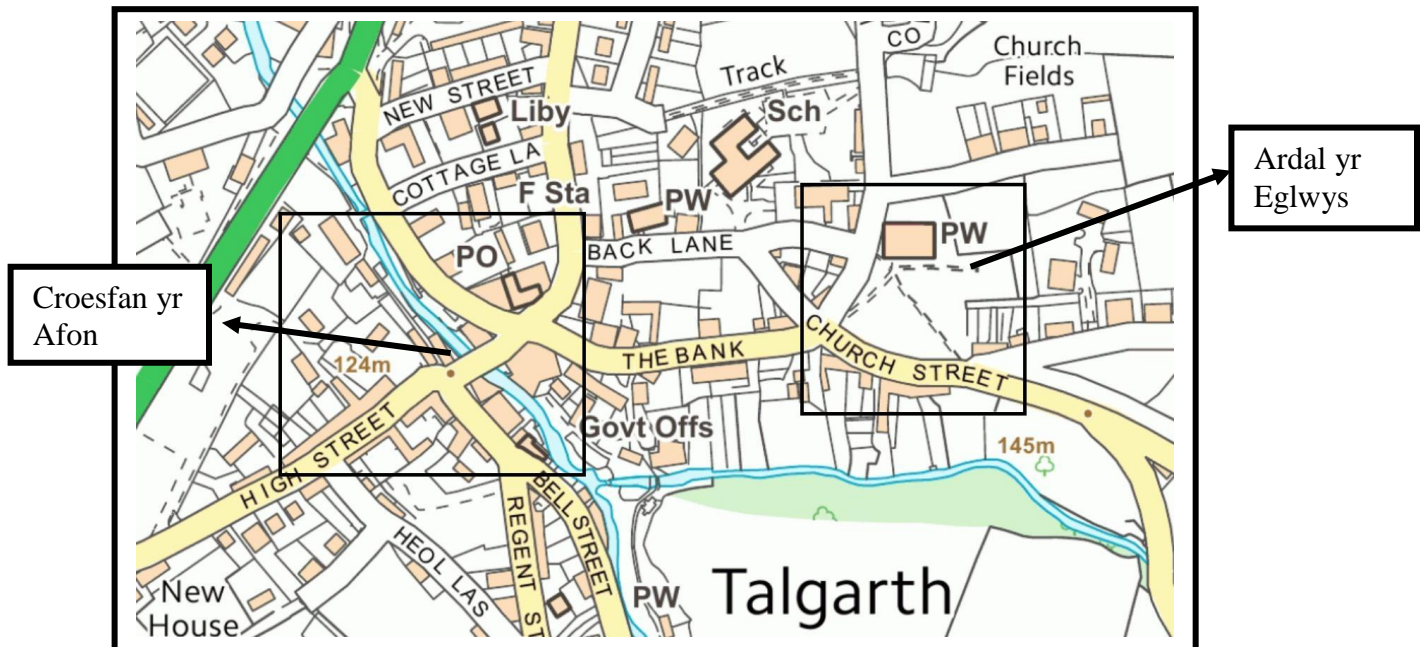 CO
Church
Fields
Track
NEW STREET
Liby
Sch
COTTAGE LA
F Sta
PW
PW
Ardal yr
Eglwys
BACK LANE
PO
Croesfan yr
Afon
124m
THE BANK
CHURCH STREET
HIGH STREET
Govt Offs
145m
BELL STREET
REGENT ST
HEOL LAS
New
House
PW
Talgarth